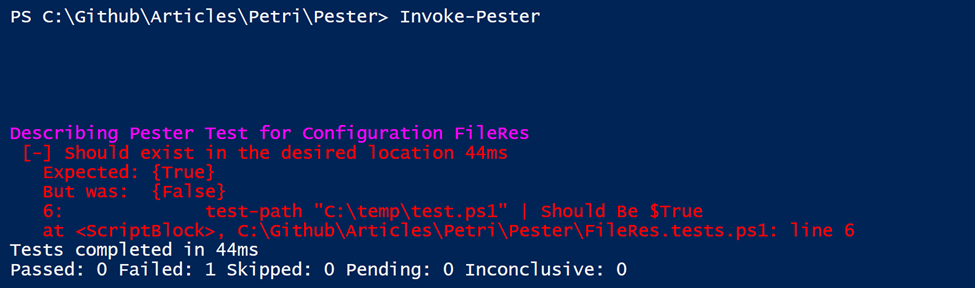 PS C:\Github\Articles\Petri\Pester> Invoke-Pester
Describing Pester Test for Configuration FileRes
[-] Should exist in the desired location 44ms
Expected: {True}
But was:  {False}
6:            test-path "C:\temp\test.ps1" | Should Be $True
at <ScriptBlock>, C:\Github\Articles\Petri\Pester\FileRes.tests.ps1: line 6
Tests completed in 44ms
Passed: 0 Failed: 1 Skipped: 0 Pending: 0 Inconclusive: 0